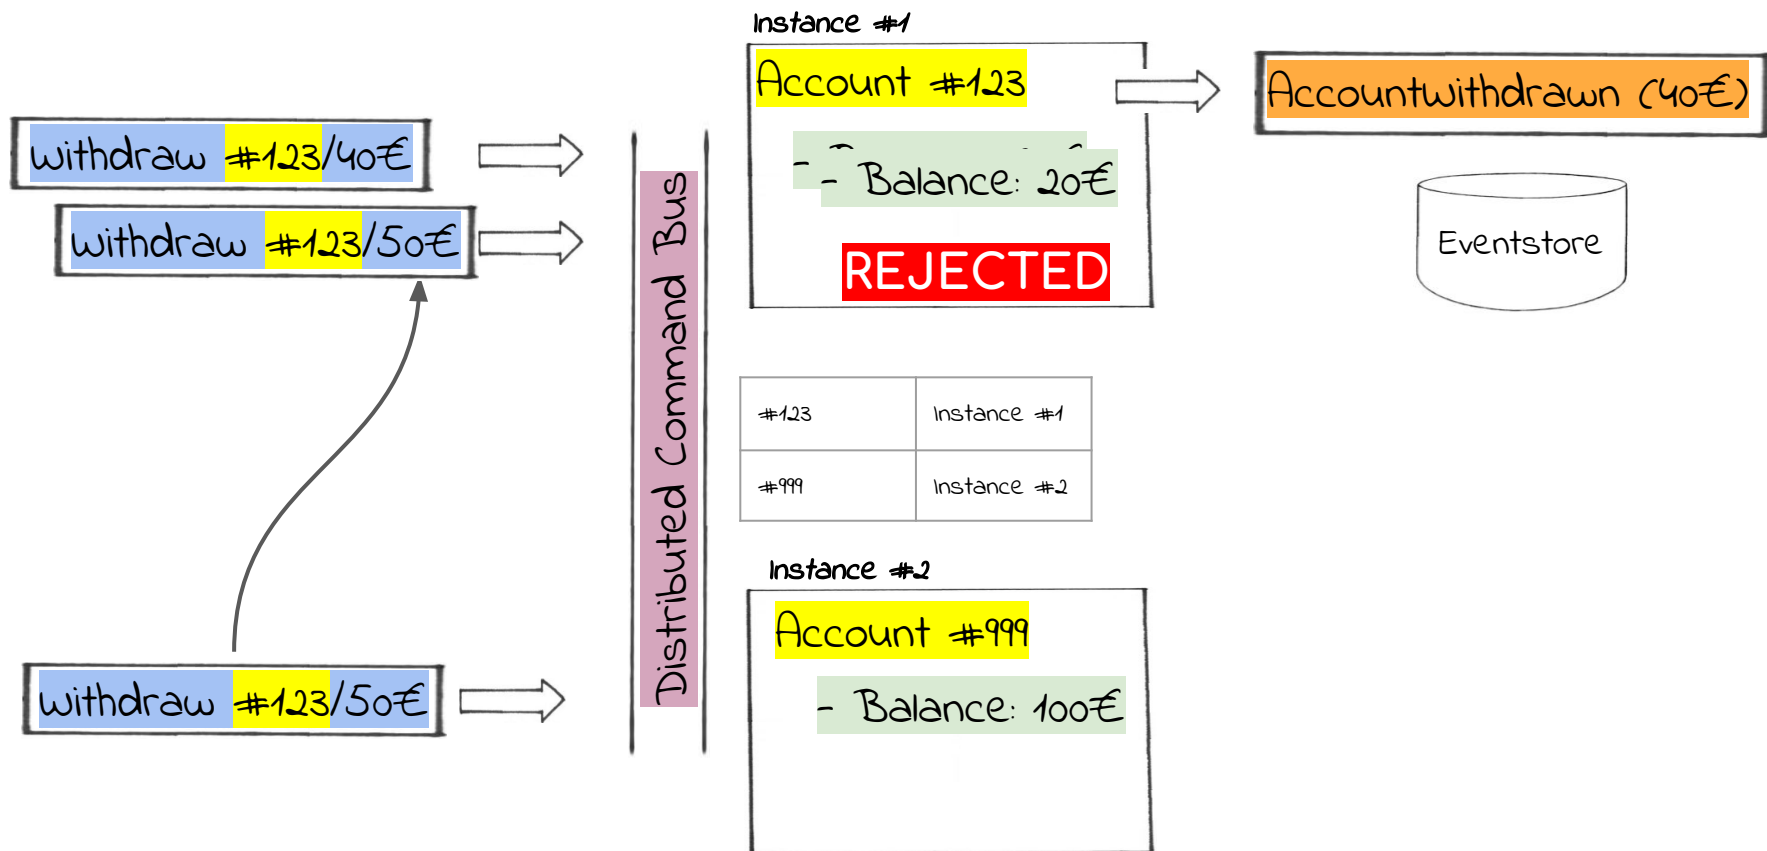 Instance #1
Account #123
Accountwithdrawn (40€)
withdraw #123/40€
- Balance: 20€
withdraw #123/50€
Eventstore
REJECTED
Distributed Command Bus
#123 Instance #1
#999 Instance #2
Instance #2
Account #999
withdraw #123/50€
- Balance: 100€